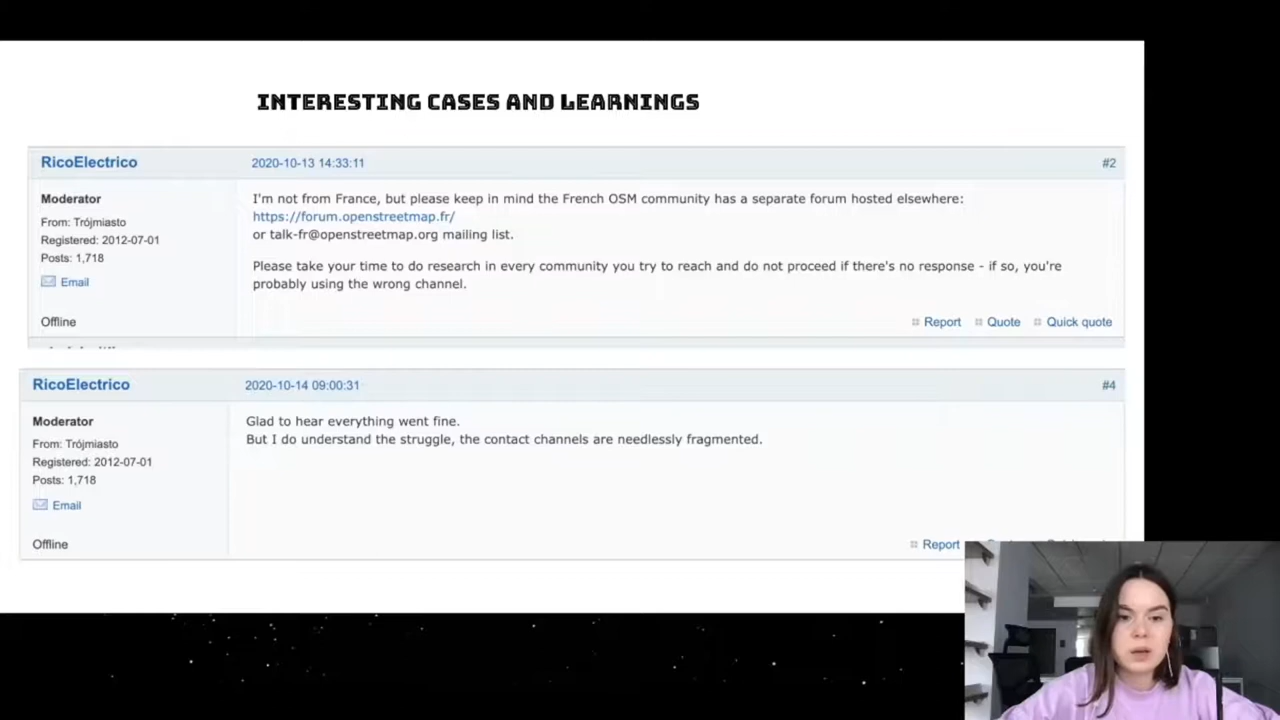 INTERESTING CASES AND LEARNINGS
RicoElectrico
2020-10-13 14:33:11
#2
Moderator
From: Trójmiasto
Registered: 2012-07-01
Posts: 1,718
Email
Offline
I'm not from France, but please keep in mind the French OSM community has a separate forum hosted elsewhere:
https://forum.openstreetmap.fr/
or talk-fr@openstreetmap.org mailing list.
Please take your time to do research in every community you try to reach and do not proceed if there's no response - if so, you're
probably using the wrong channel.
Report Quote Quick quote
RicoElectrico
2020-10-14 09:00:31
#4
Moderator
From: Trójmiasto
Registered: 2012-07-01
Posts: 1,718
Email
Offline
Glad to hear everything went fine.
But I do understand the struggle, the contact channels are needlessly fragmented.
Report